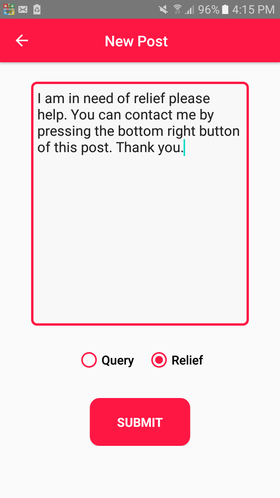 96% 4:15 PM
New Post
I am in need of relief please
help. You can contact me by
pressing the bottom right button
of this post. Thank you.
Query Relief
SUBMIT